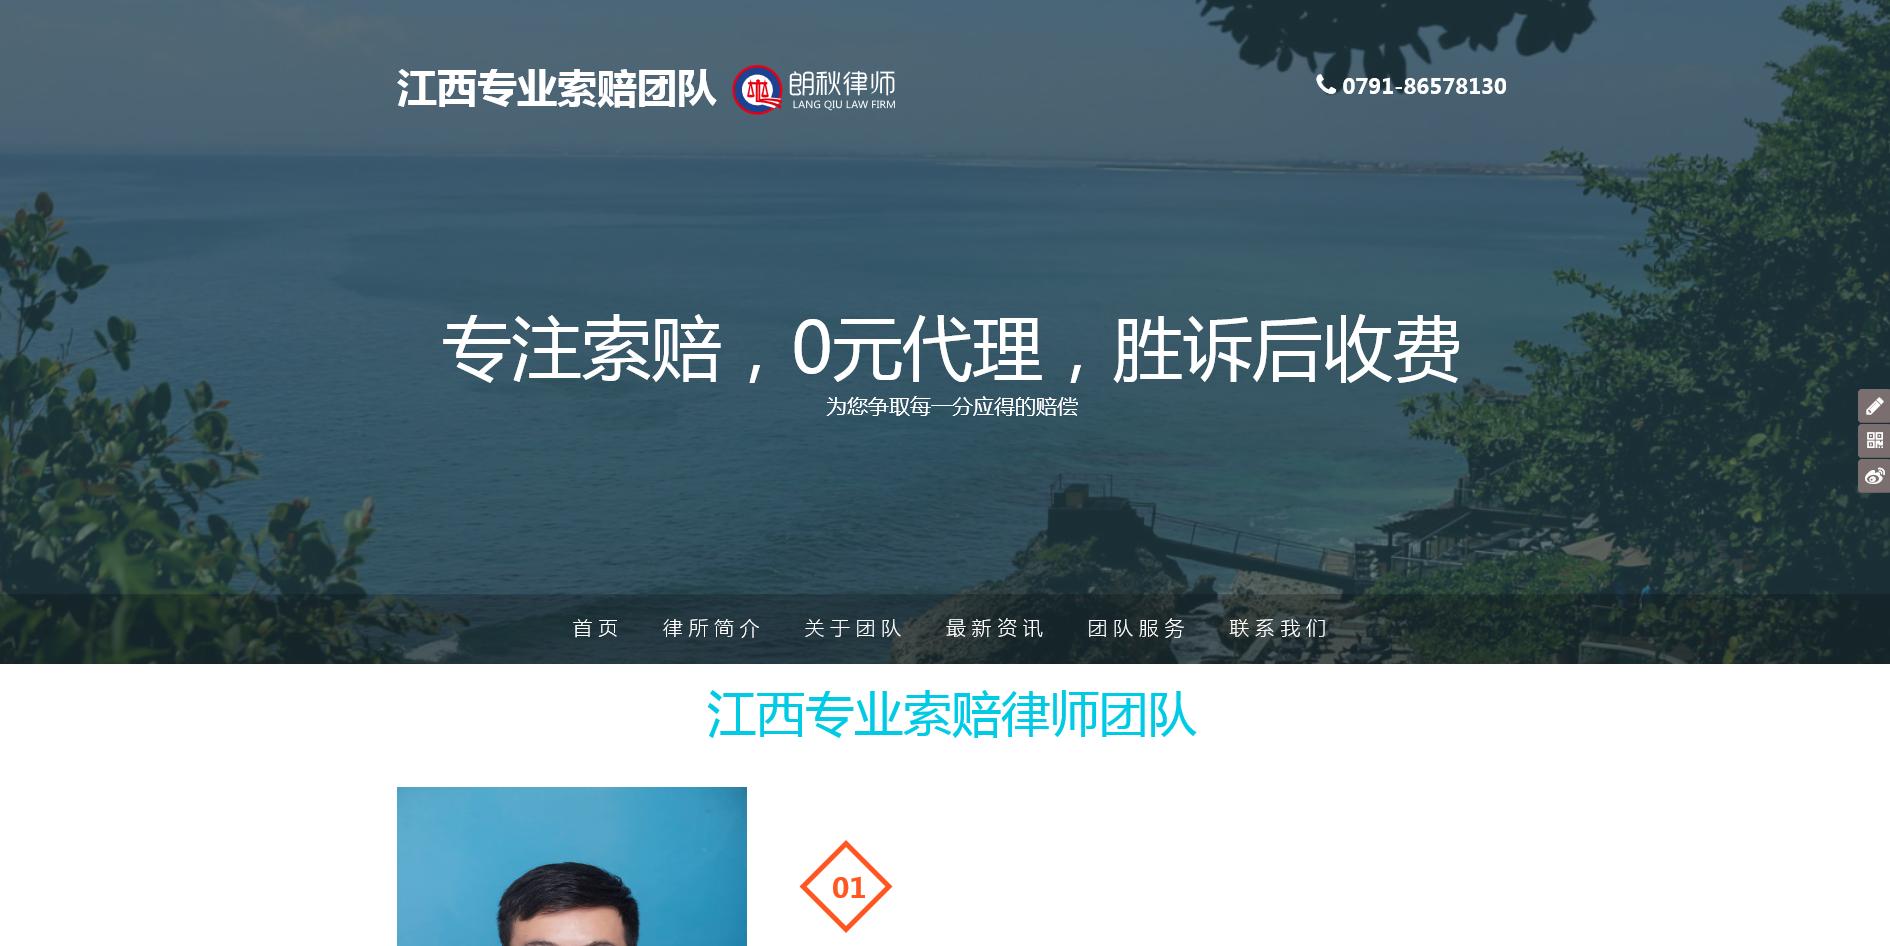 江西专业索赔团队
朗秋律师
LANG QIU LAW FIRM
0791-86578130
专注索赔，0元代理，胜诉后收费
为您争取每一分应得的赔偿
首页 律所简介 关于团队 最新资讯 团队服务 联系我们
江西专业索赔律师团队
01